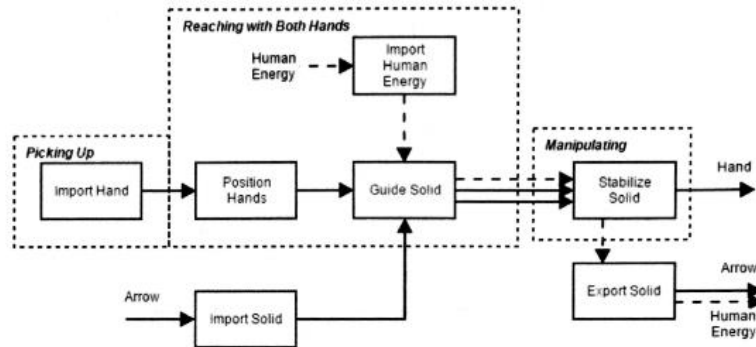 Reaching with Both Hands
Human
Energy
Import
Human
Energy
Picking Up
Manipulating
Import Hand
Position
Hands
Guide Solid
Stabilize
Solid
Hand
Arrow
Import Solid
Export Solid
Arrow
Human
Energy